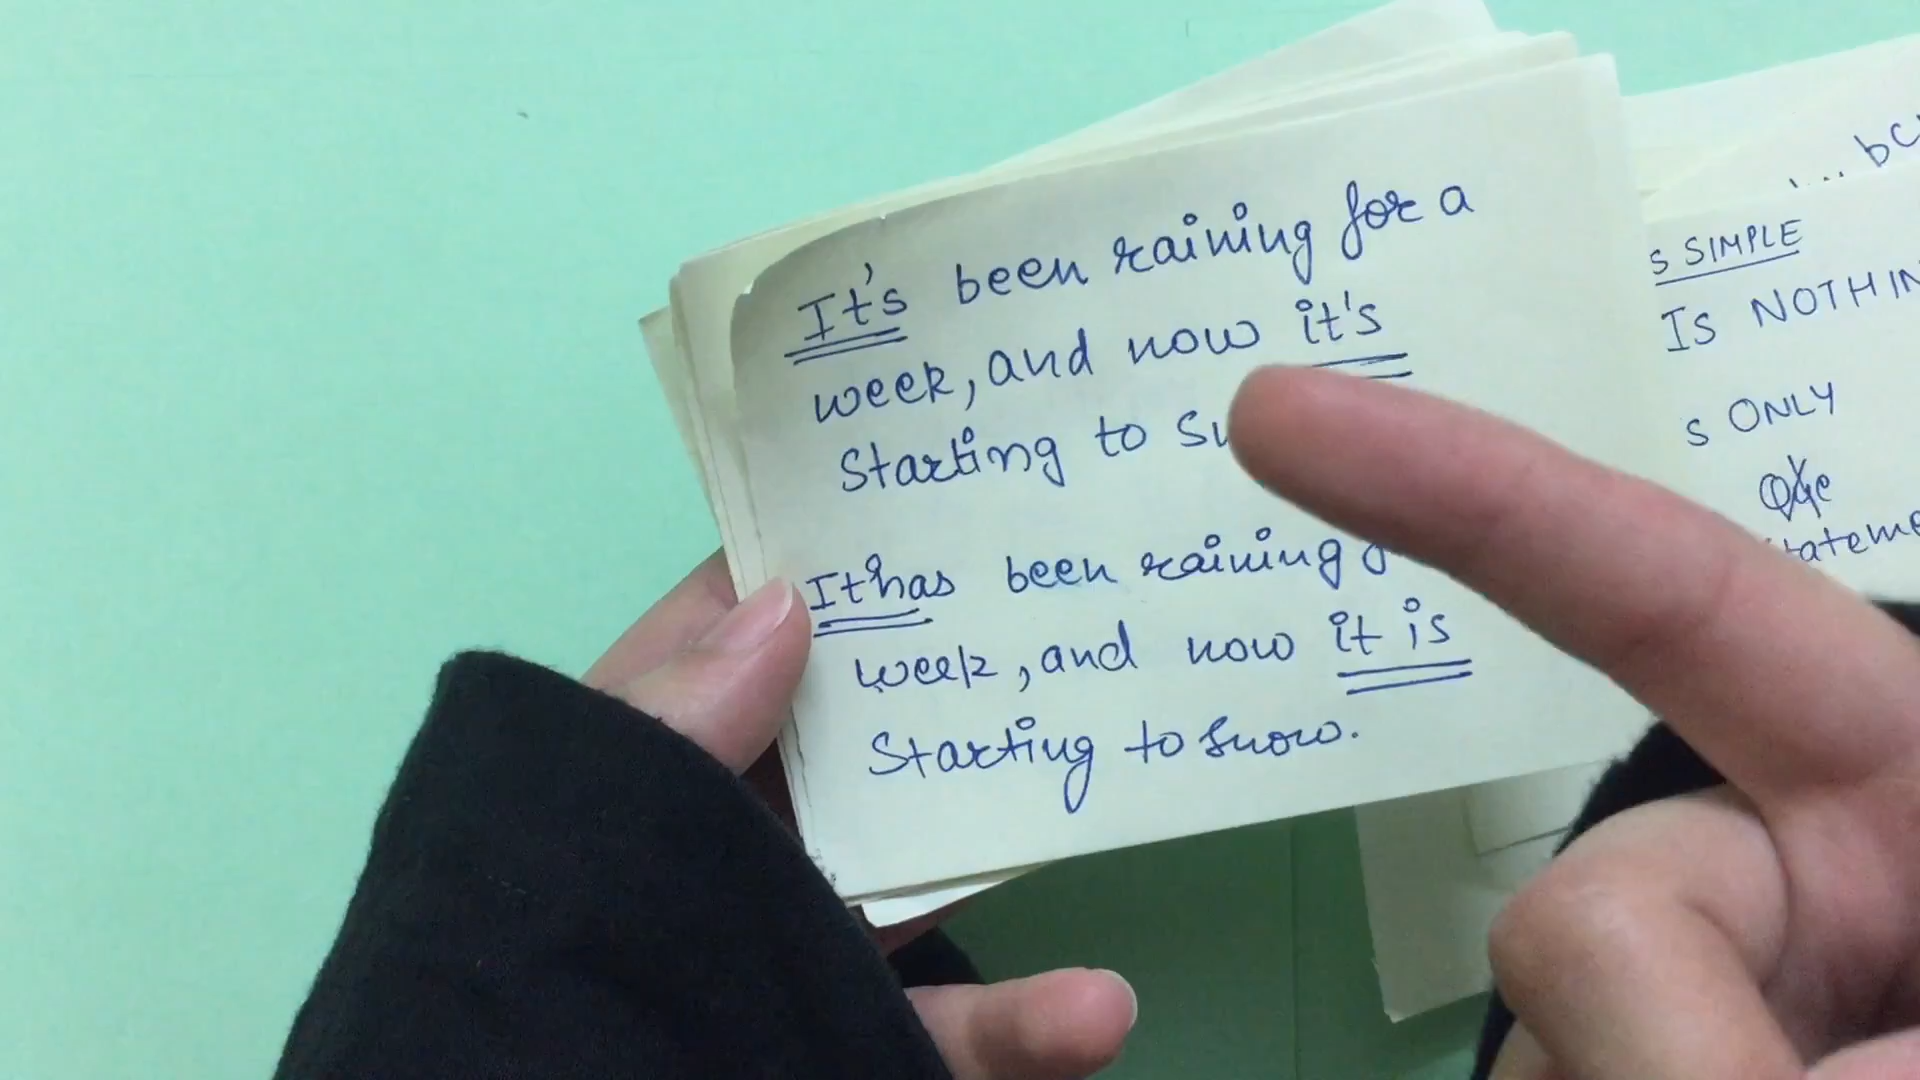 It's been raining for a
week, and now it's
Starting to
It has been raining
week, and now it is
Starting to snow.
S SIMPLE
IS
S ONLY